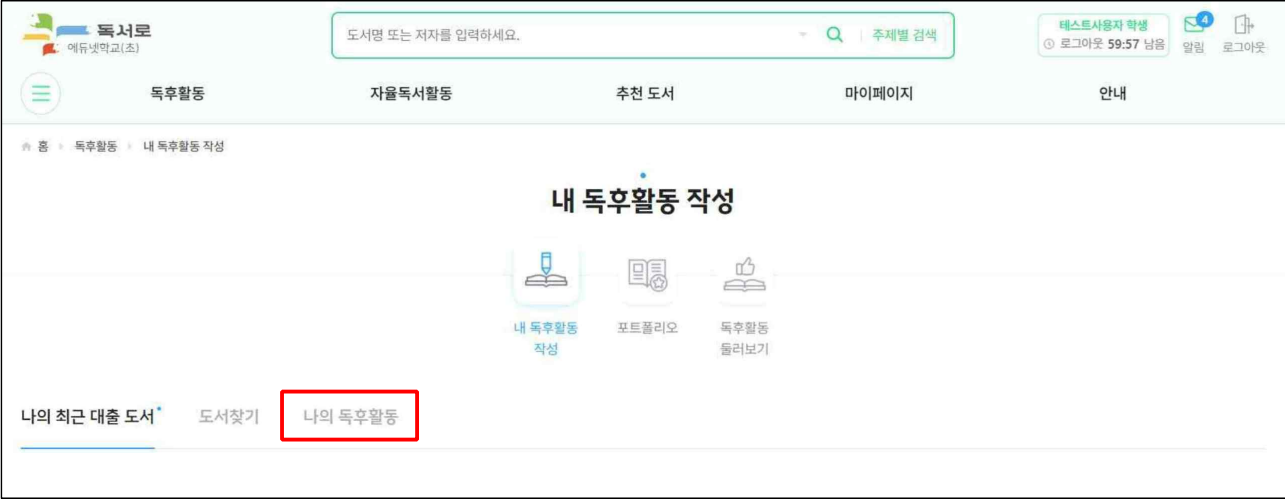 독서로
에듀넷학교(초)
도서명 또는 저자를 입력하세요.
주제별 검색
테스트사용자 학생
로그아웃 59:57 남음
4
알림
로그아웃
독후활동
자율독서활동
추천 도서
마이페이지
안내
홈 독후활동 내 독후활동 작성
내 독후활동 작성
내 독후활동
작성
포트폴리오
독후활동
둘러보기
나의 최근 대출 도서
도서찾기
나의 독후활동